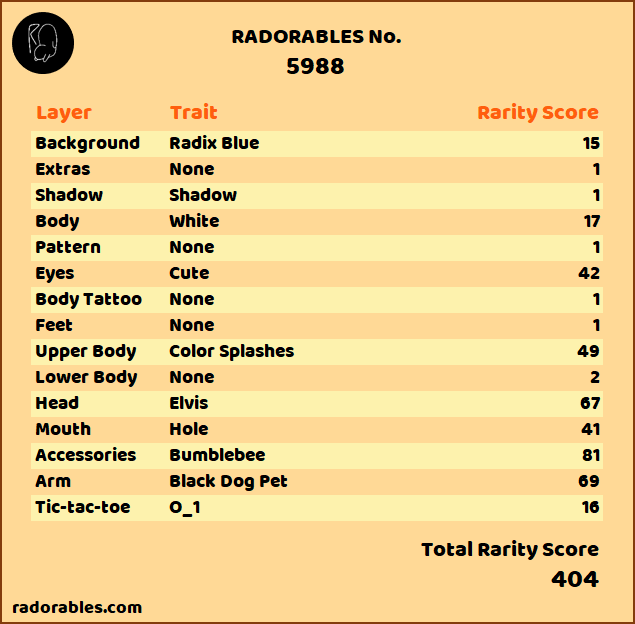 RADORABLES No.
5988
Layer Trait Rarity Score
Background Radix Blue 15
Extras None 1
Shadow Shadow 1
Body White 17
Pattern None 1
Eyes Cute 42
Body Tattoo None 1
Feet None 1
Upper Body Color Splashes 49
Lower Body None 2
Head Elvis 67
Mouth Hole 41
Accessories Bumblebee 81
Arm Black Dog Pet 69
Tic-tac-toe O_1 16
Total Rarity Score
404
radorables.com